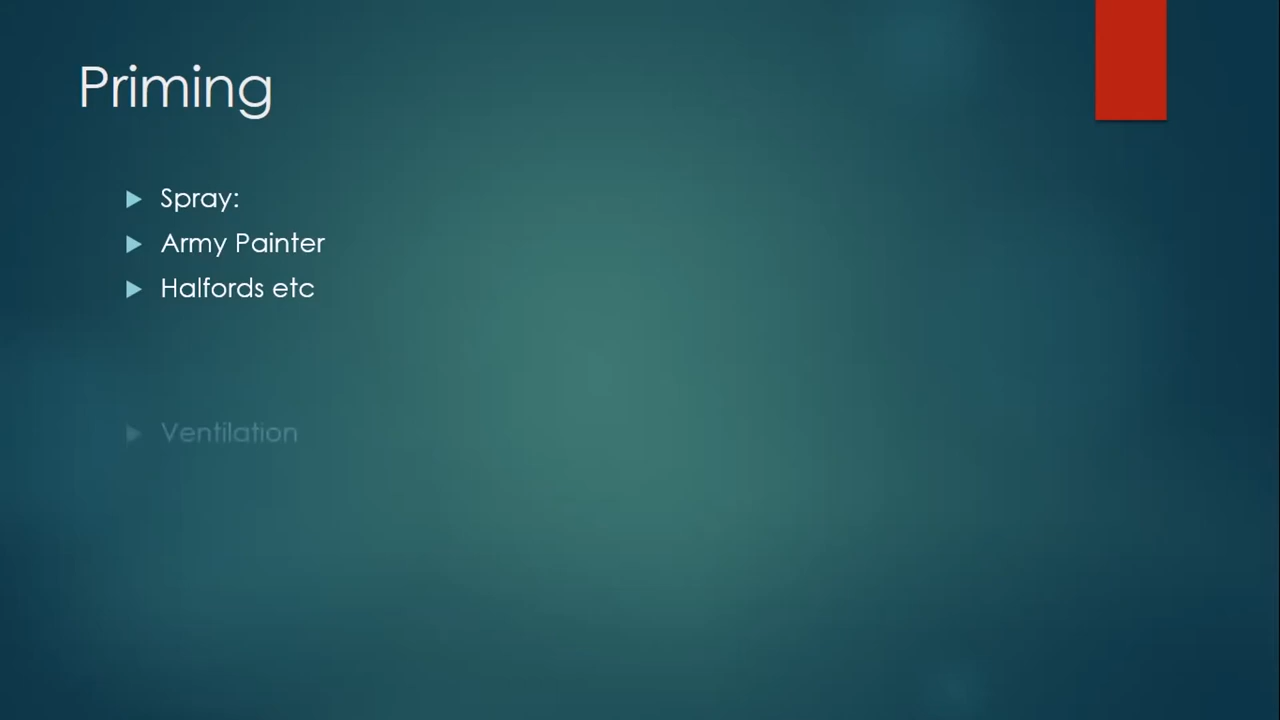 Priming
Spray:
Army Painter
Halfords etc
Ventilation